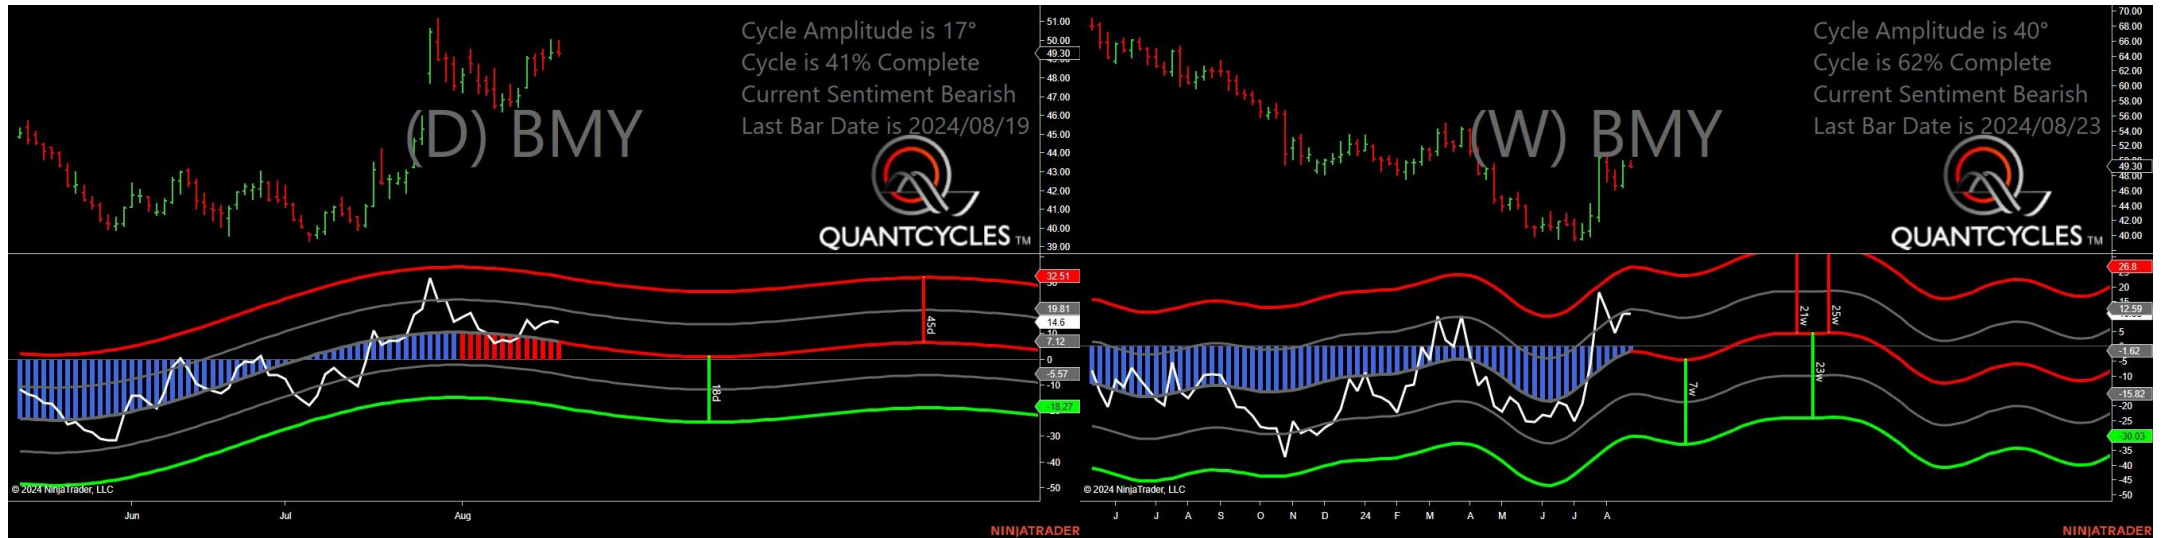 Cycle Amplitude is 17°
Cycle is 41% Complete
Current Sentiment Bearish
Last Bar Date is 2024/08/19
(D) BMY
QUANTCYCLES TM
51.00
50.00
49.30
48.00
47.00
46.00
45.00
44.00
43.00
42.00
41.00
40.00
39.00
32.51
19.81
14.6
10
7.12
0
-5.57
-10
-18.27
-30
-40
-50
45d
18d
© 2024 NinjaTrader, LLC
Jun
Jul
Aug
NINJATRADER
Cycle Amplitude is 40°
Cycle is 62% Complete
Current Sentiment Bearish
Last Bar Date is 2024/08/23
(W) BMY
QUANTCYCLES TM
70.00
68.00
66.00
64.00
62.00
60.00
58.00
56.00
54.00
52.00
49.30
48.00
46.00
44.00
42.00
40.00
26.8
20
15
12.59
5
-1.62
-5
-10
-15.82
-20
-25
-30.03
-35
-40
-45
-50
21w
25w
23w
7w
© 2024 NinjaTrader, LLC
J J A S O N D 24 F M A M J J A
NINJATRADER